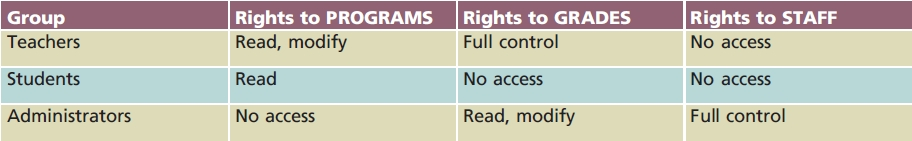 Group Rights to PROGRAMS Rights to GRADES Rights to STAFF
Teachers Read, modify Full control No access
Students Read No access No access
Administrators No access Read, modify Full control